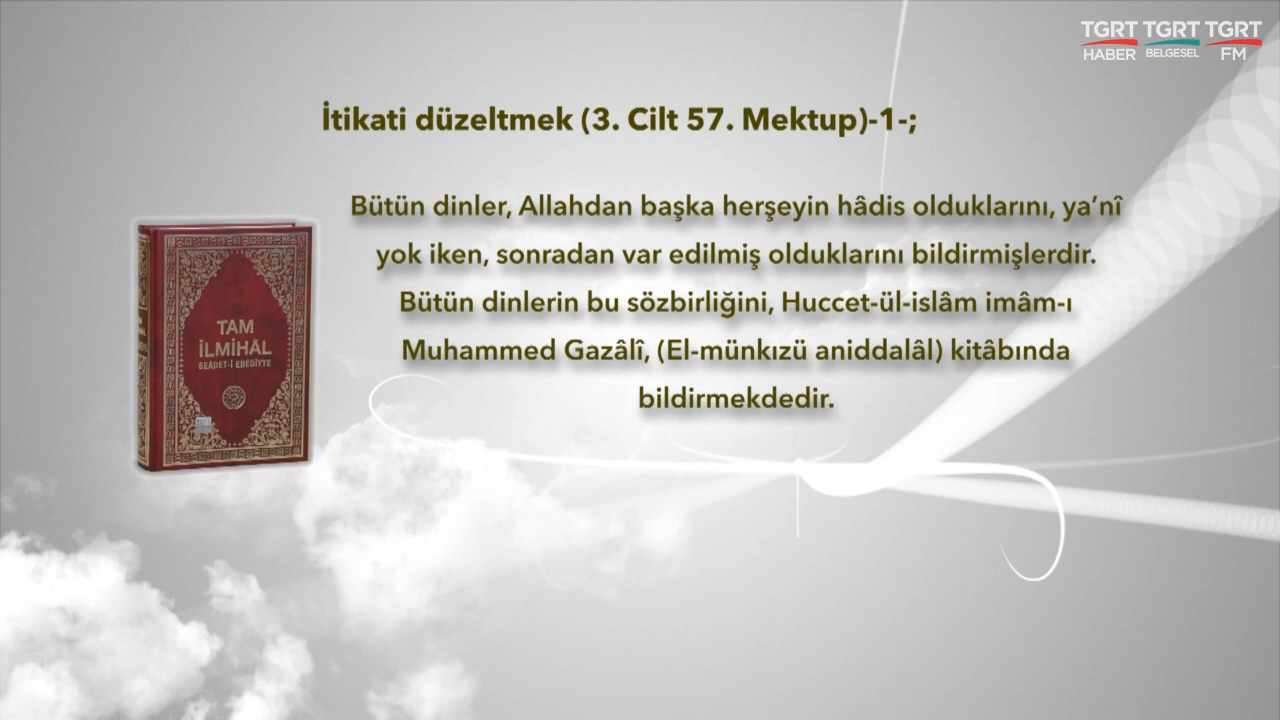 TGRT TGRT TGRT
HABER BELGESEL FM
İtikati düzeltmek (3. Cilt 57. Mektup)-1-;
Bütün dinler, Allahdan başka herşeyin hâdis olduklarını, ya’nî
yok iken, sonradan var edilmiş olduklarını bildirmişlerdir.
Bütün dinlerin bu sözbirliğini, Huccet-ül-islâm imâm-ı
Muhammed Gazâlî, (El-münkızü aniddalâl) kitâbında
bildirmekdedir.
TAM
İLMİHÂL
SEÂDET-İ EBEDİYYE